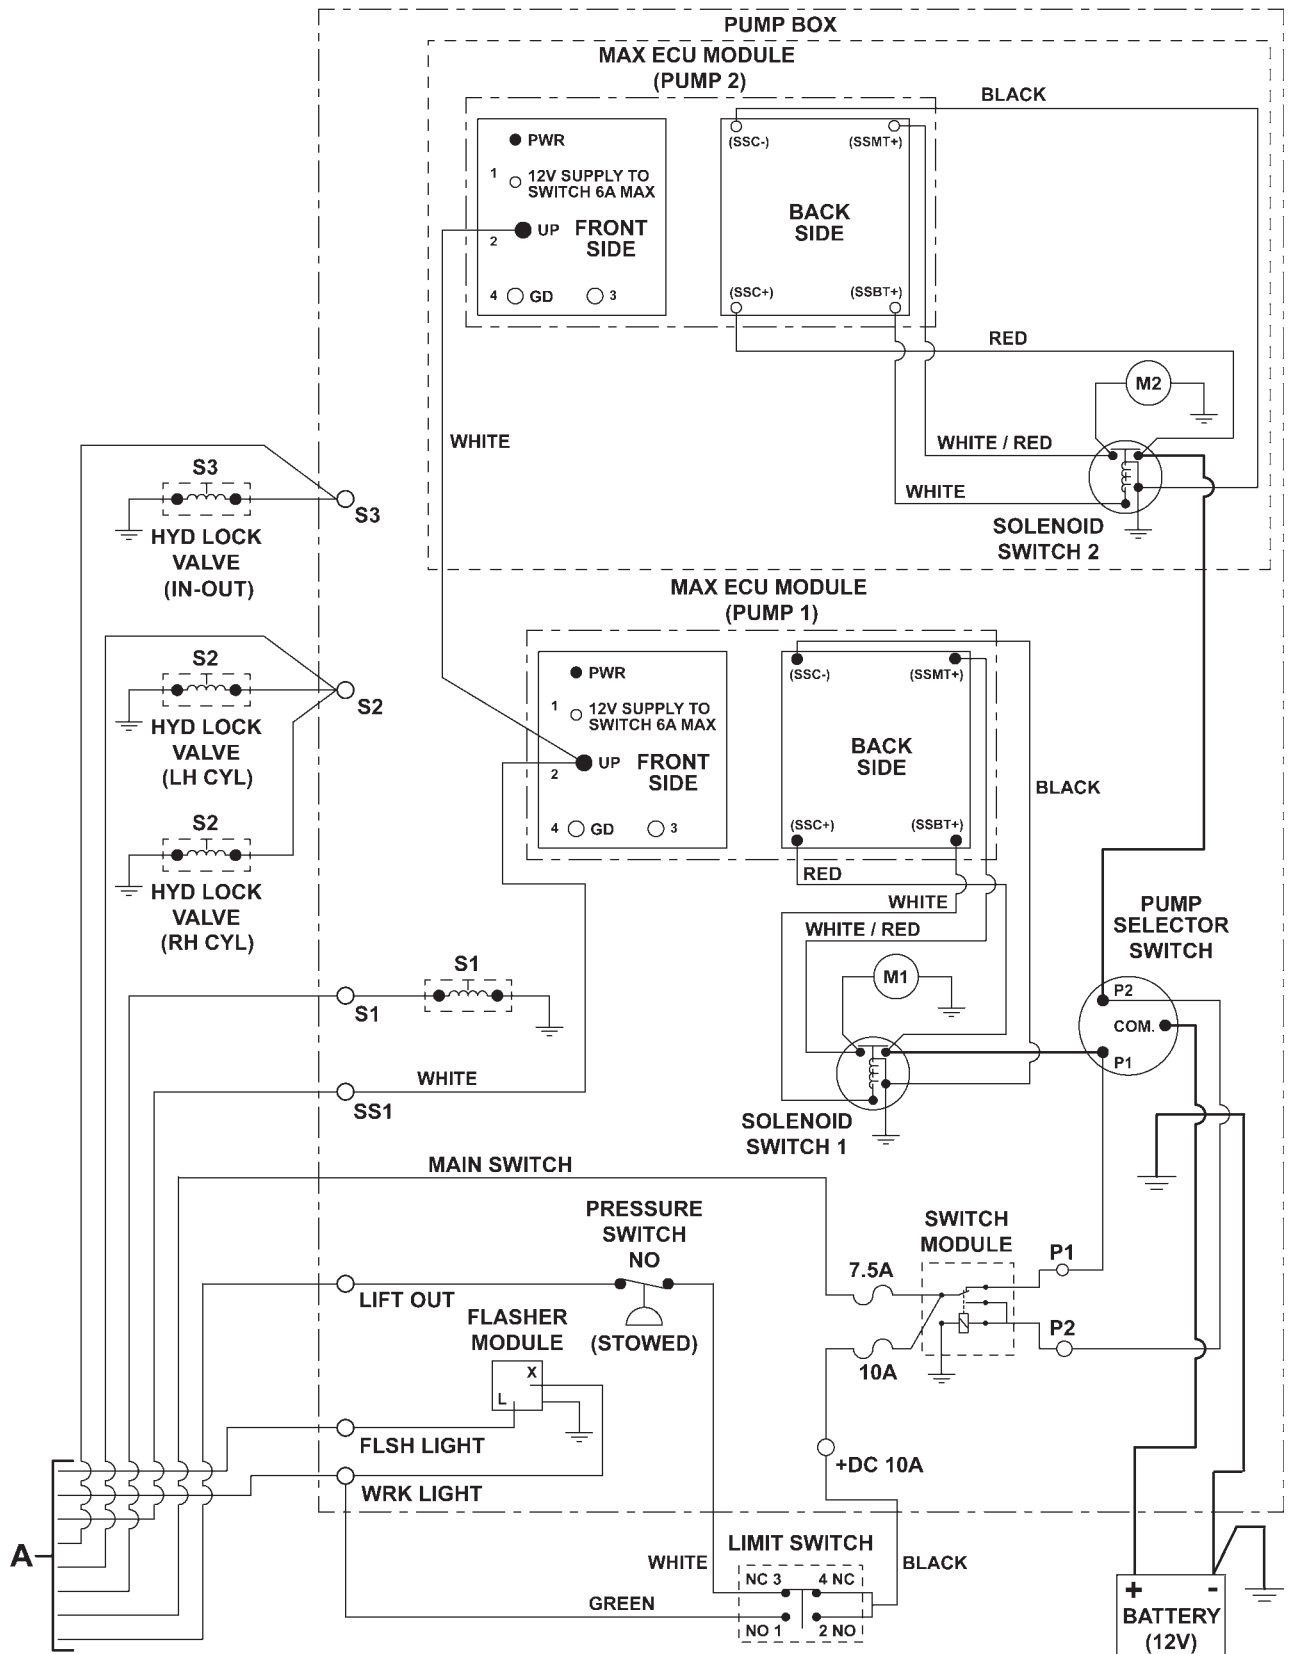 PUMP BOX
MAX ECU MODULE
(PUMP 2)
BLACK
PWR
1
12V SUPPLY TO
SWITCH 6A MAX
2
UP
FRONT
SIDE
4
GD
3
(SSC-)
(SSMT+)
BACK
SIDE
(SSC+)
(SSBT+)
RED
M2
WHITE
WHITE / RED
WHITE
SOLENOID
SWITCH 2
S3
S3
HYD LOCK
VALVE
(IN-OUT)
MAX ECU MODULE
(PUMP 1)
PWR
1
12V SUPPLY TO
SWITCH 6A MAX
2
UP
FRONT
SIDE
4
GD
3
(SSC-)
(SSMT+)
BACK
SIDE
(SSC+)
(SSBT+)
BLACK
S2
S2
HYD LOCK
VALVE
(LH CYL)
S2
HYD LOCK
VALVE
(RH CYL)
RED
WHITE
WHITE / RED
M1
PUMP
SELECTOR
SWITCH
P2
COM.
P1
S1
S1
WHITE
SS1
SOLENOID
SWITCH 1
MAIN SWITCH
PRESSURE
SWITCH
NO
(STOWED)
LIFT OUT
SWITCH
MODULE
7.5A
10A
P1
P2
FLASHER
MODULE
X
L
FLSH LIGHT
WRK LIGHT
+DC 10A
A
LIMIT SWITCH
WHITE
BLACK
GREEN
NC 3
4 NC
NO 1
2 NO
+
-
BATTERY
(12V)